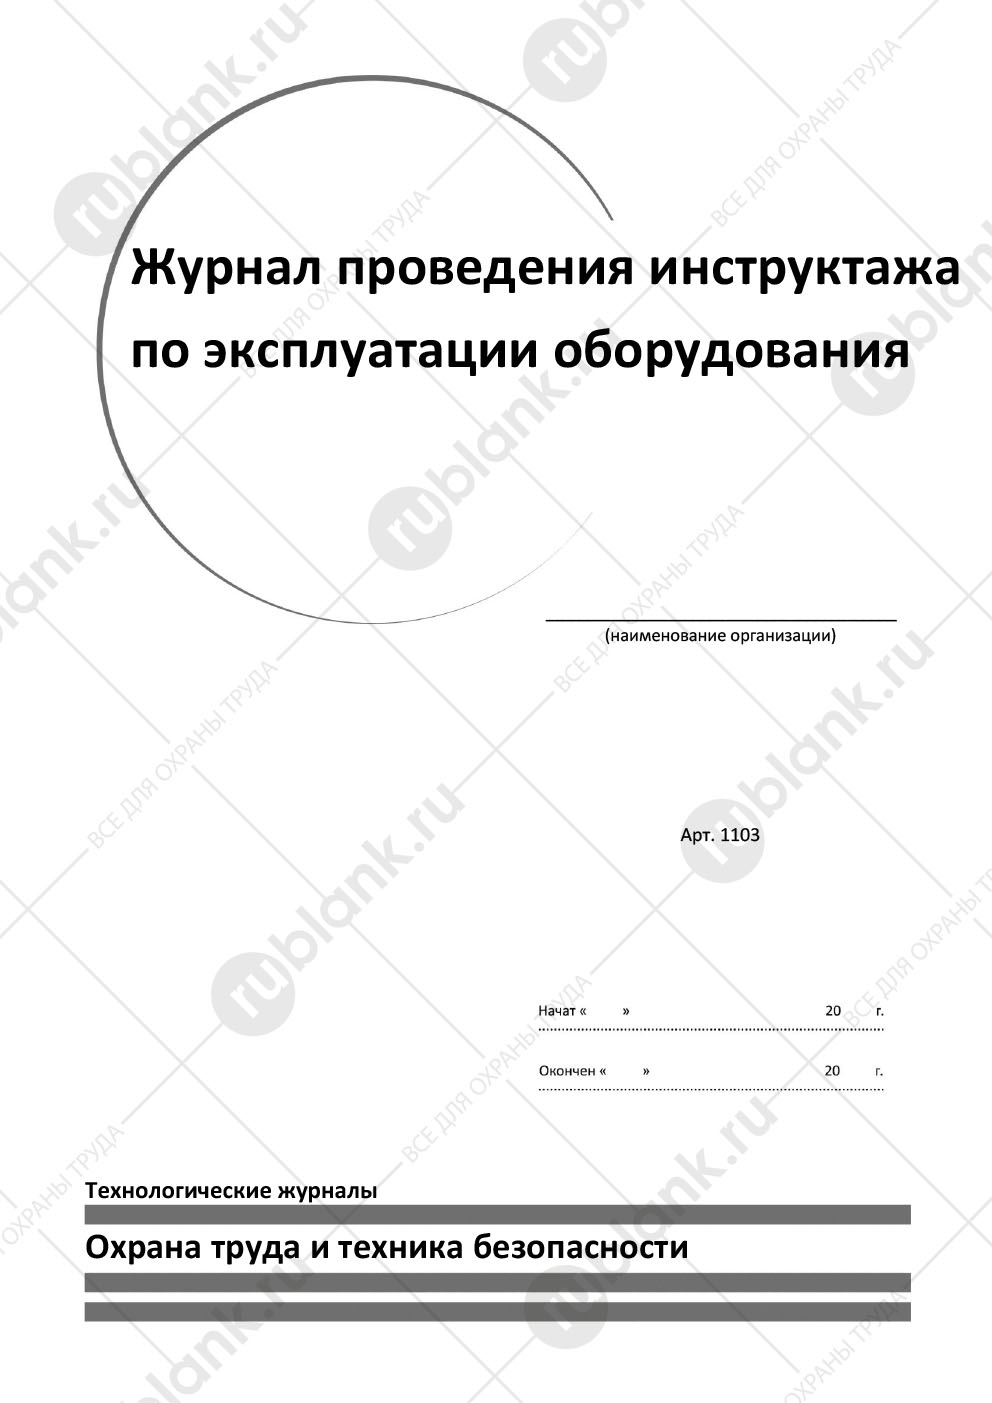 Журнал проведения инструктажа
по эксплуатации оборудования
(наименование организации)
Арт. 1103
Начат « » 20 г.
Окончен « » 20 г.
Технологические журналы
Охрана труда и техника безопасности
rublank.ru
ВСЕ ДЛЯ ОХРАНЫ ТРУДА